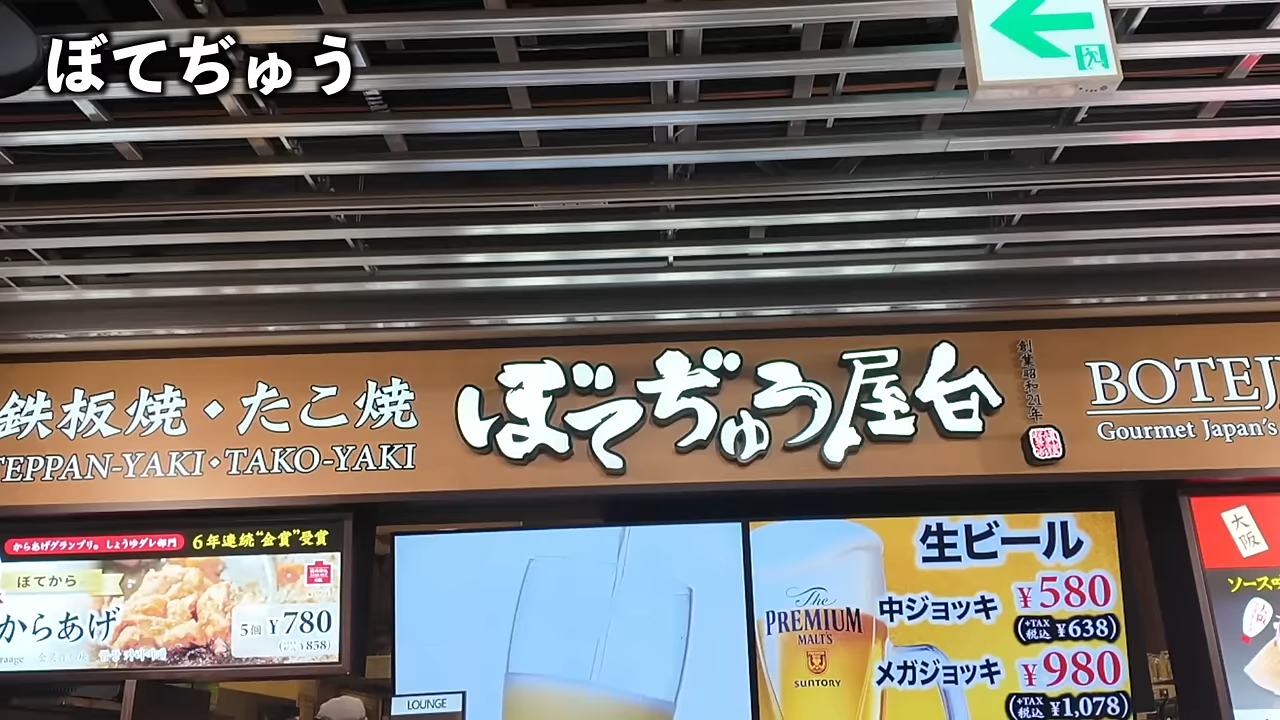 ぼてぢゅう
鉄板焼・たこ焼
TEPPAN-YAKI・TAKO-YAKI
ぼてぢゅう屋台
創業昭和21年
BOTEJ
Gourmet Japan's
からあげグランプリ。しょうゆダレ部門
6年連続"金賞"受賞
ぼてから
からあげ
5個 ¥780
¥858)
LOUNGE
The
PREMIUM
MALT'S
SUNTORY
生ビール
中ジョッキ ¥580
(+TAX 税込 ¥638)
メガジョッキ ¥980
(+TAX 税込 ¥1,078)
大阪